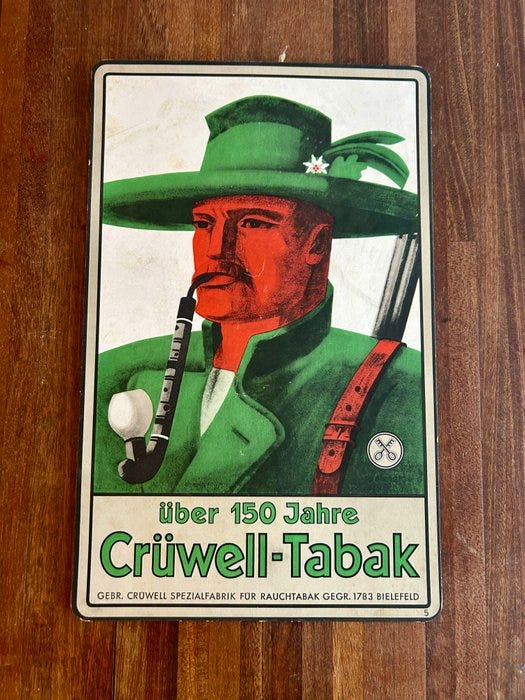 über 150 Jahre
Crüwell-Tabak
GEBR. CRÜWELL SPEZIALFABRIK FÜR RAUCHTABAK GEGR. 1783 BIELEFELD
5